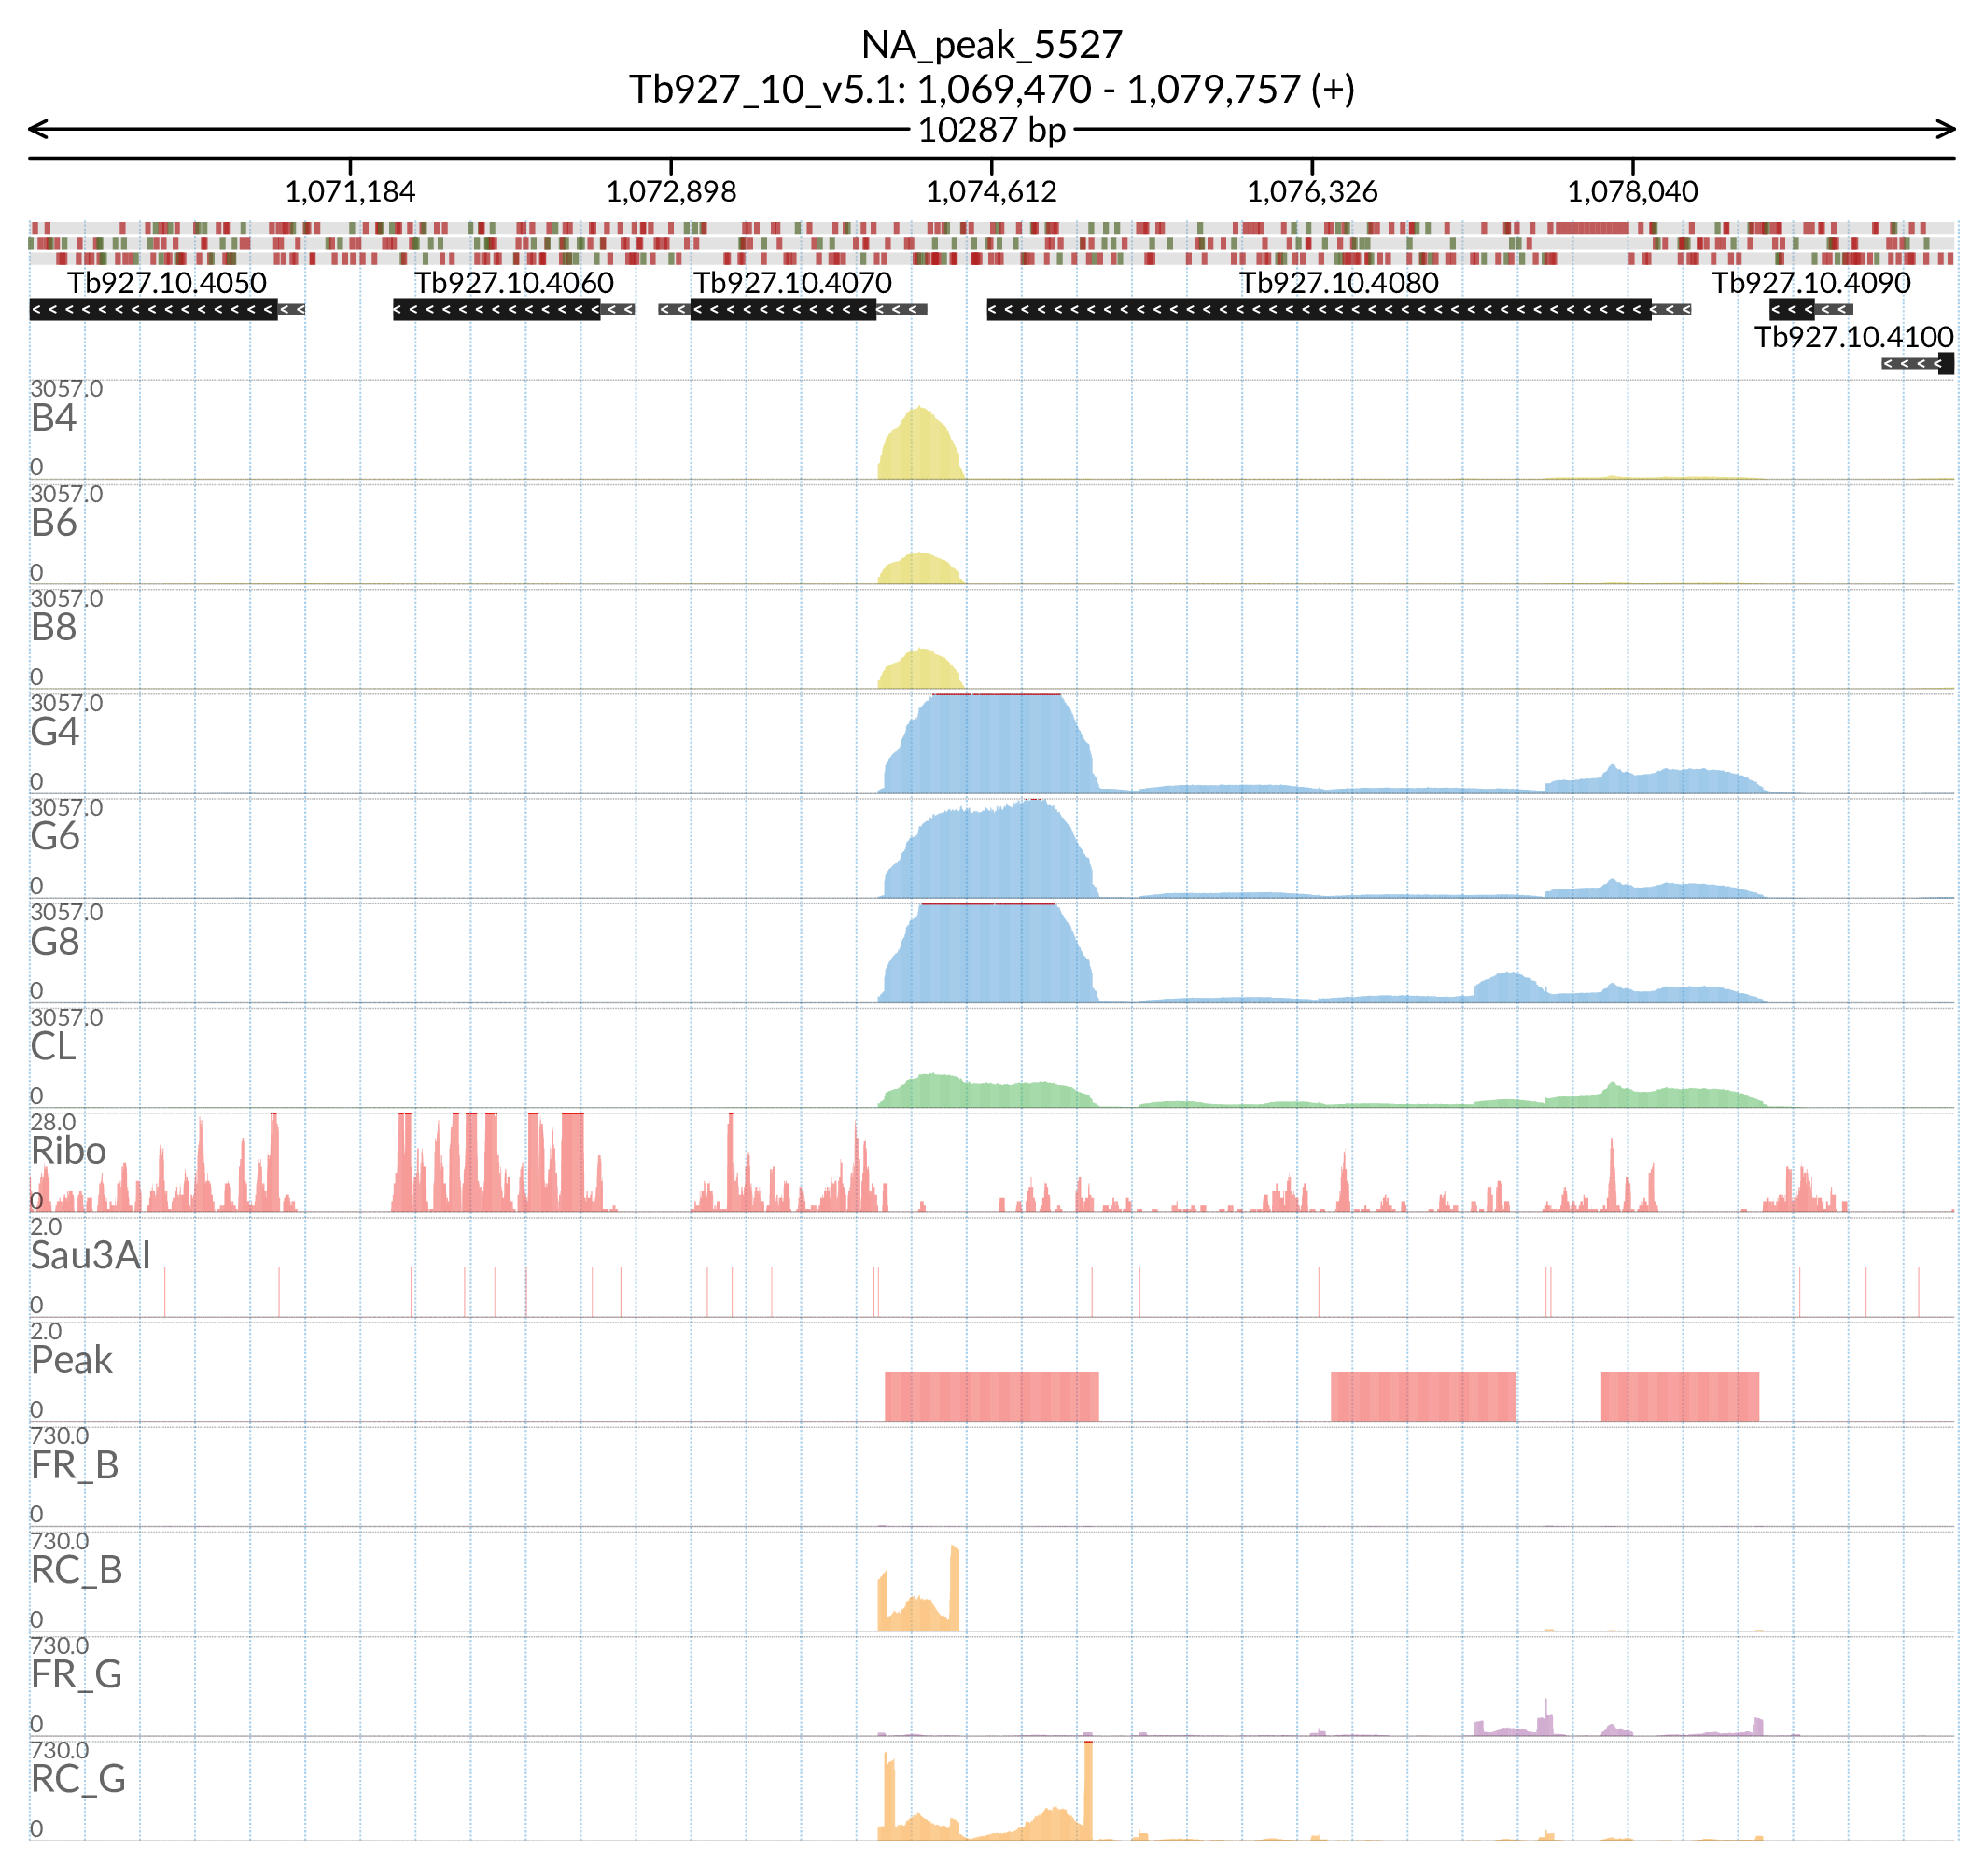 NA_peak_5527
Tb927_10_v5.1: 1,069,470 - 1,079,757 (+)
10287 bp
1,071,184 1,072,898 1,074,612 1,076,326 1,078,040
Tb927.10.4050 Tb927.10.4060 Tb927.10.4070 Tb927.10.4080 Tb927.10.4090
Tb927.10.4100
3057.0
B4
0
3057.0
B6
0
3057.0
B8
0
3057.0
G4
0
3057.0
G6
0
3057.0
G8
0
3057.0
CL
0
28.0
Ribo
0
2.0
Sau3AI
0
2.0
Peak
0
730.0
FR_B
0
730.0
RC_B
0
730.0
FR_G
0
730.0
RC_G
0